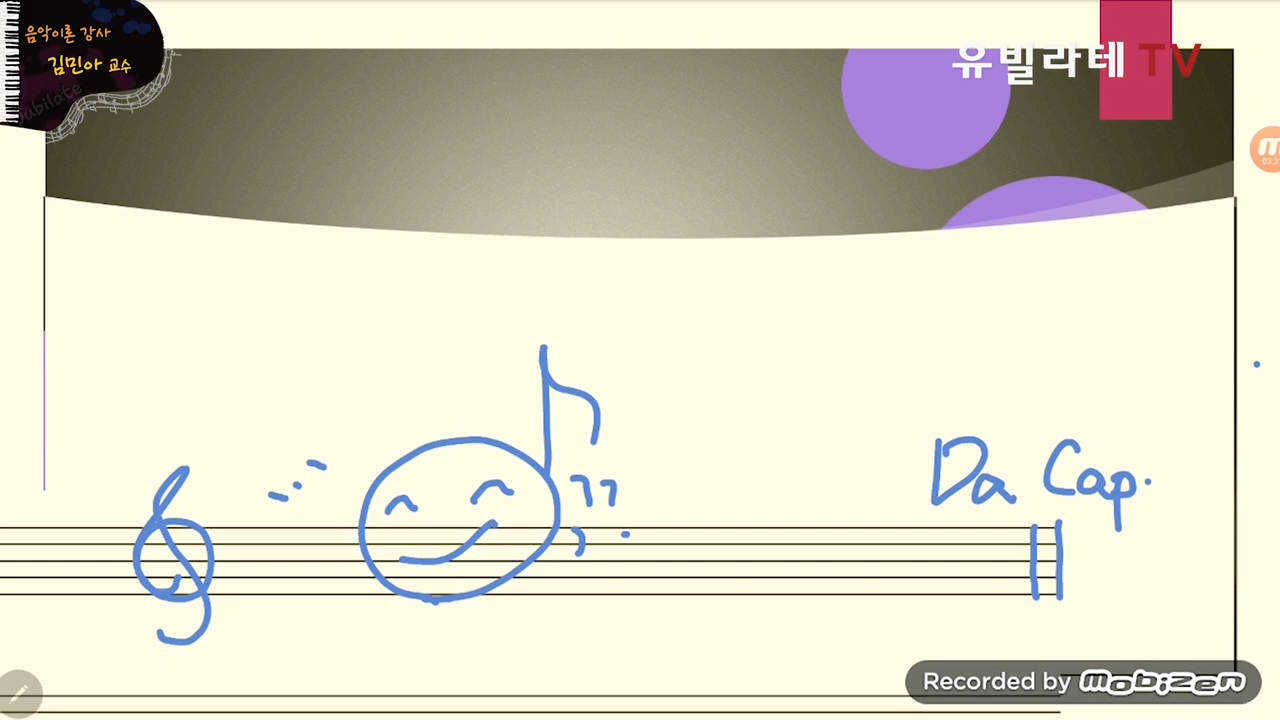 음악이론 강사
김민아 교수
Jubilate
유빌라테 TV
Da Cap.
Recorded by mobizen